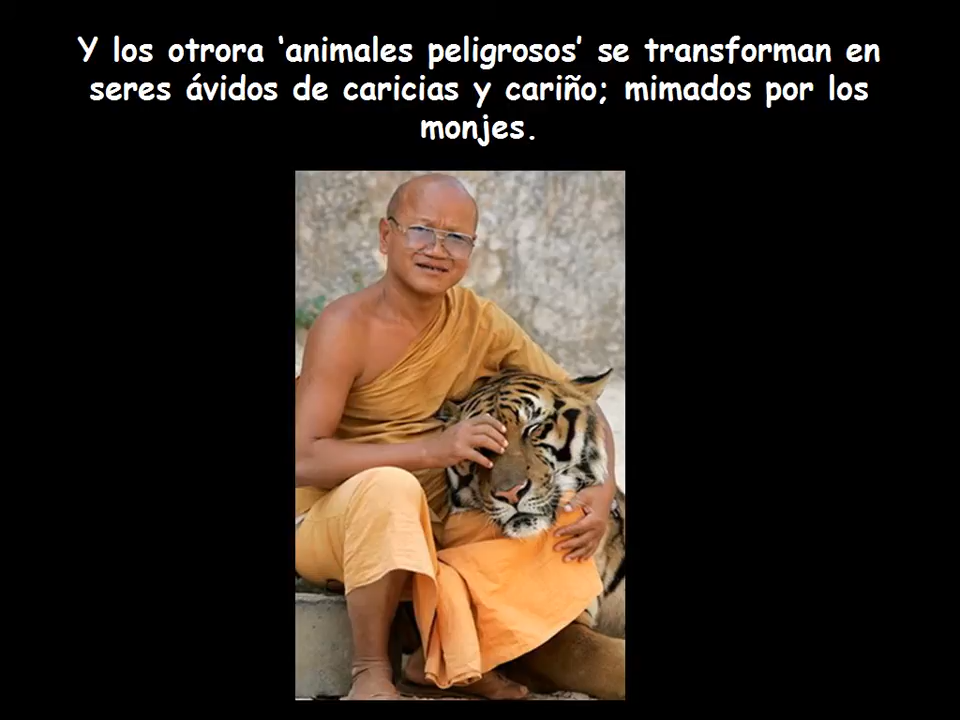 Y los otrora ‘animales peligrosos’ se transforman en
seres ávidos de caricias y cariño; mimados por los
monjes.